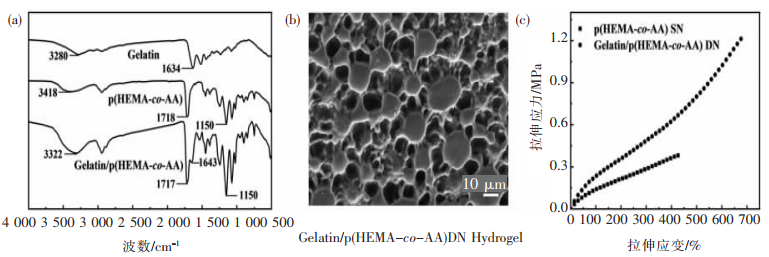 (a)
3280
Gelatin
1634
3418
p(HEMA-co-AA)
1718
1150
3322
Gelatin/p(HEMA-co-AA)
1643
1717
1150
4 000 3 500 3 000 2 500 2 000 1 500 1 000 500
波数/cm⁻¹
(b)
10 μm
Gelatin/p(HEMA-co-AA)DN Hydrogel
(c)
p(HEMA-co-AA) SN
Gelatin/p(HEMA-co-AA) DN
拉伸应力/MPa
1.2
0.9
0.6
0.3
0.0
0 100 200 300 400 500 600 700 800
拉伸应变/%